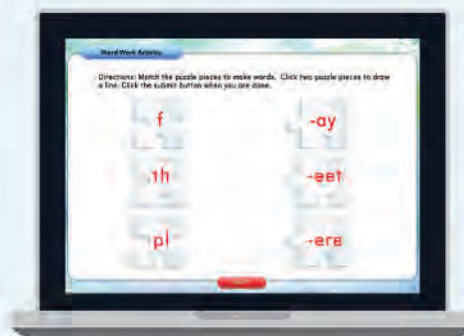 Word Work Activity
Directions: Match the puzzle pieces to make words. Click two puzzle pieces to draw
a line. Click the submit button when you are done.
f
-ay
th
-eet
pl
-ere